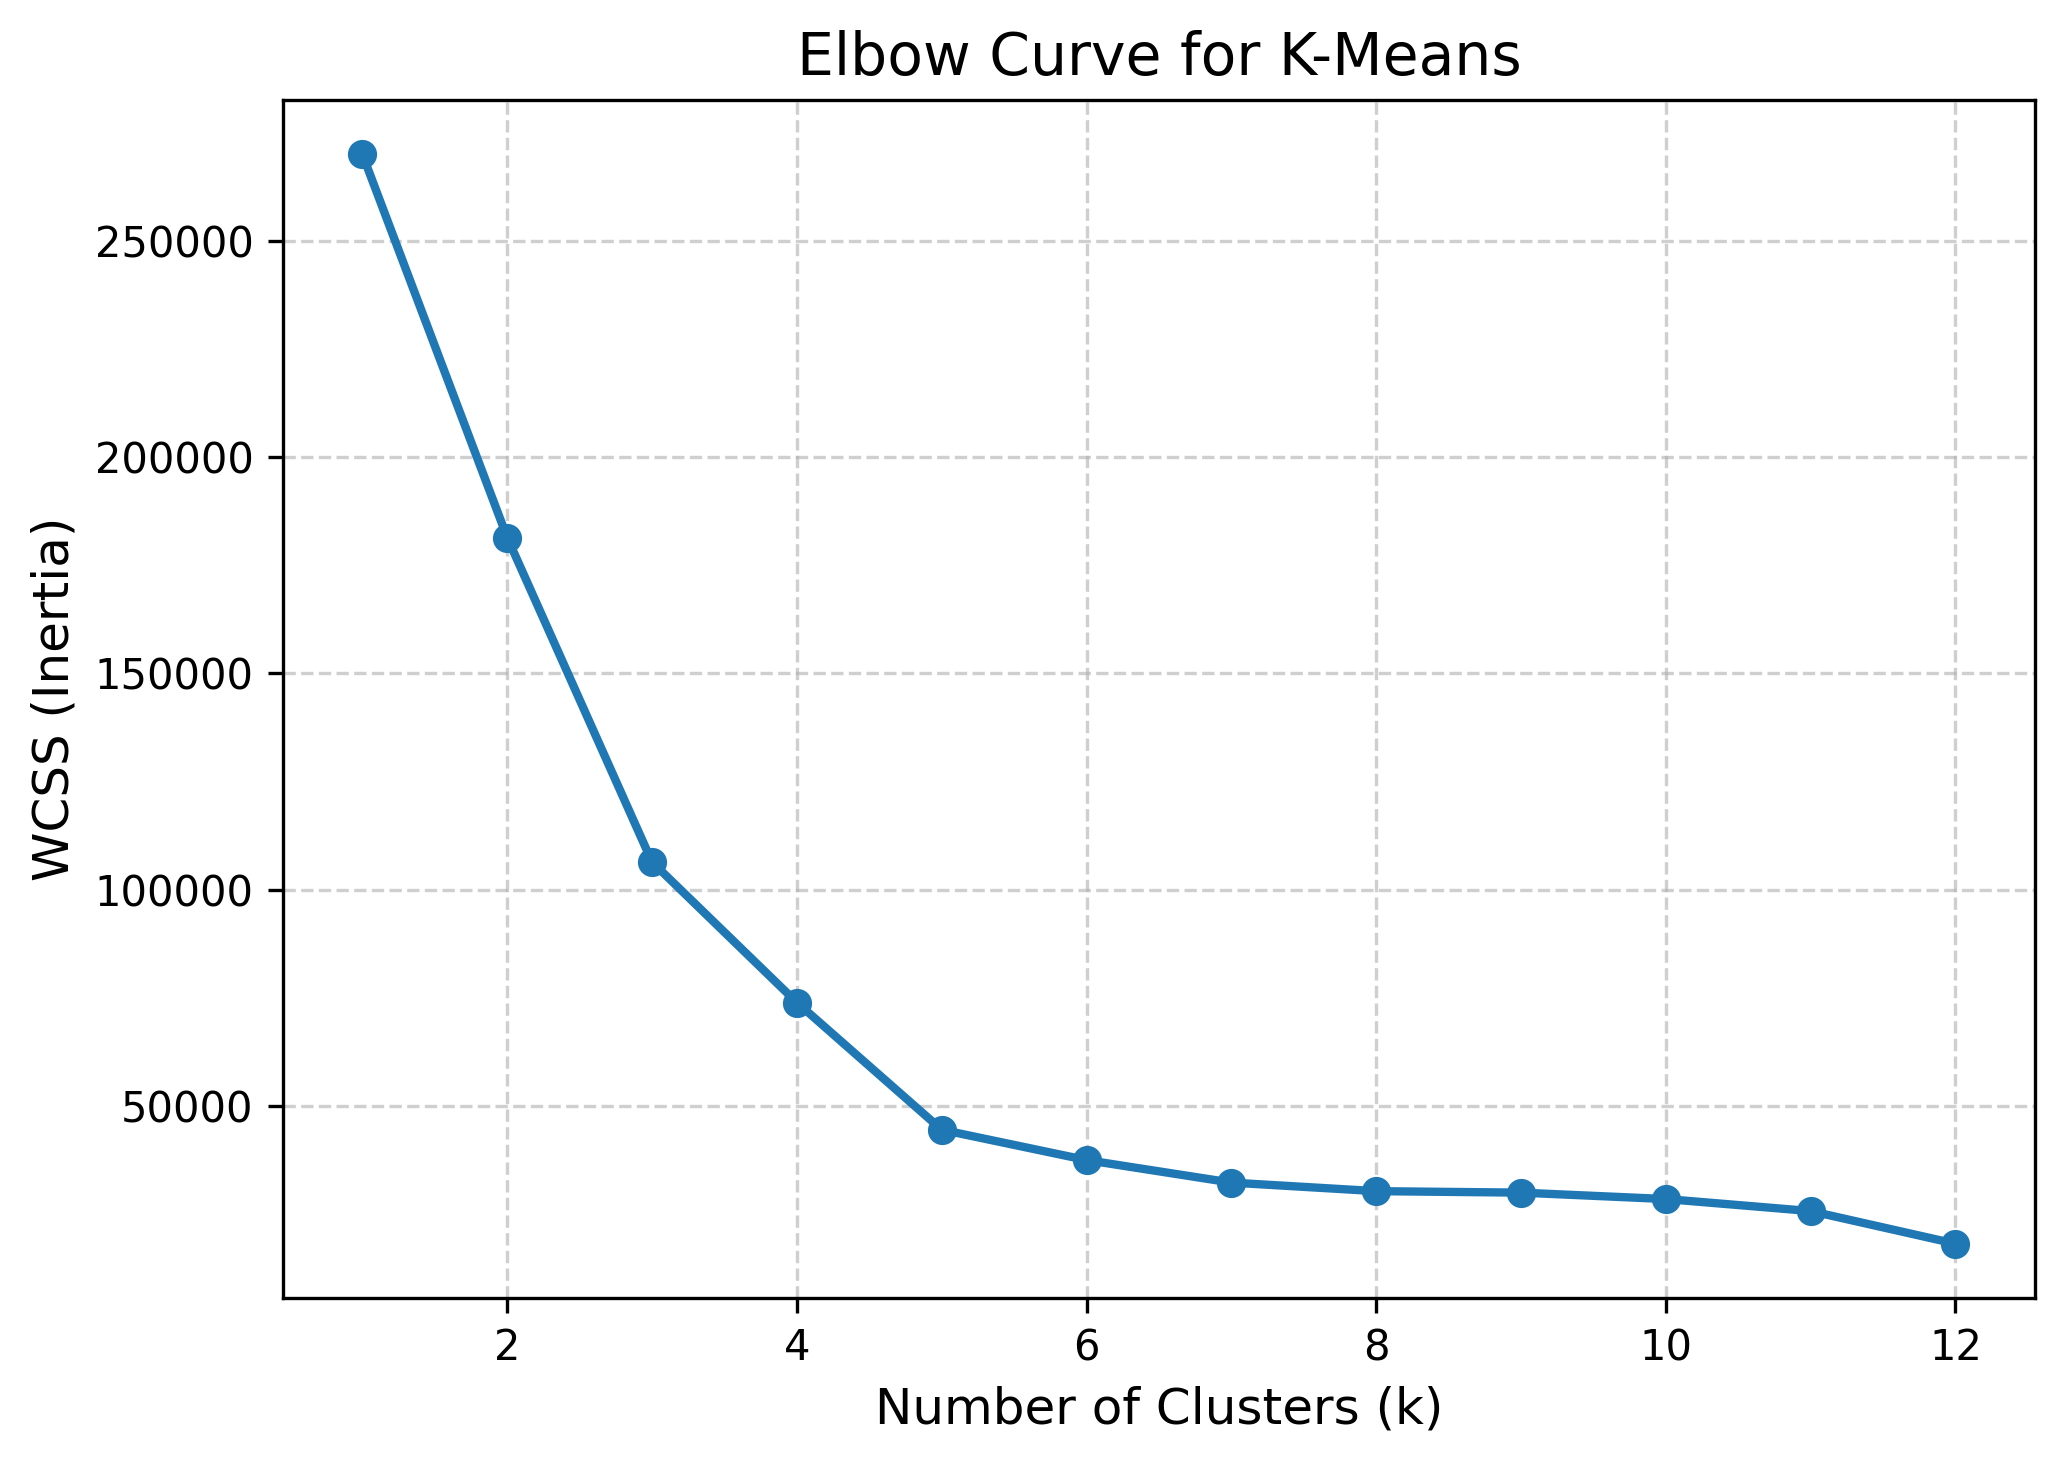 Elbow Curve for K-Means
WCSS (Inertia)
250000
200000
150000
100000
50000
2 4 6 8 10 12
Number of Clusters (k)